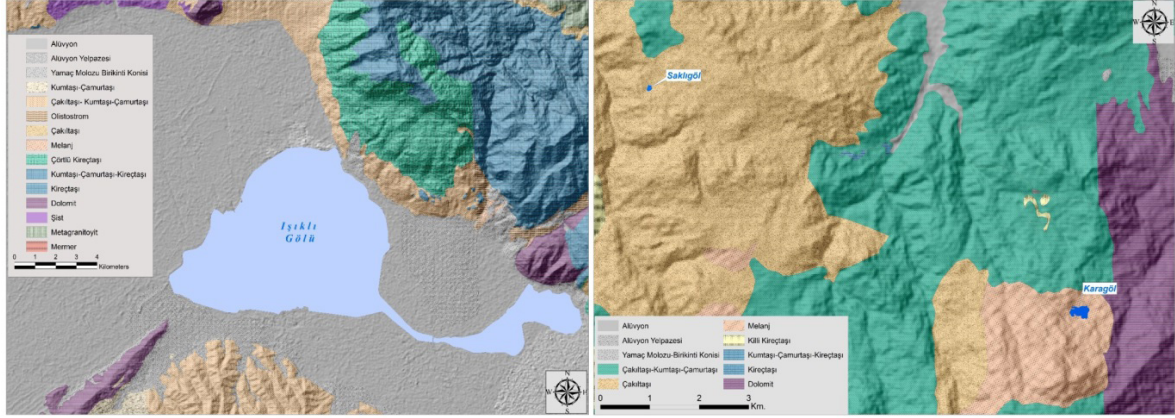 Alüvyon
Alüvyon Yelpazesi
Yamaç Molozu Birikinti Konisi
Kumtaşı-Çamurtaşı
Çakıltaşı- Kumtaşı-Çamurtaşı
Olistostrom
Çakıltaşı
Melanj
Çörtlü Kireçtaşı
Kumtaşı-Çamurtaşı-Kireçtaşı
Kireçtaşı
Dolomit
Şist
Metagranitoyit
Mermer
0 1 2 3 4
Kilometers
Işıklı
Gölü
N
W E
S
Saklıgöl
N
W E
S
Karagöl
Alüvyon
Alüvyon Yelpazesi
Yamaç Molozu-Birikinti Konisi
Çakıltaşı-Kumtaşı-Çamurtaşı
Çakıltaşı
Melanj
Killi Kireçtaşı
Kumtaşı-Çamurtaşı-Kireçtaşı
Kireçtaşı
Dolomit
0 1 2 3
Km.